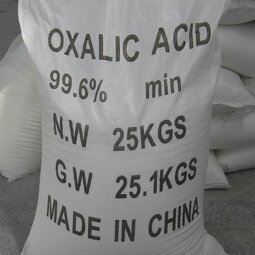 OXALIC ACID
99.6% min
N.W 25KGS
G.W 25.1KGS
MADE IN CHINA